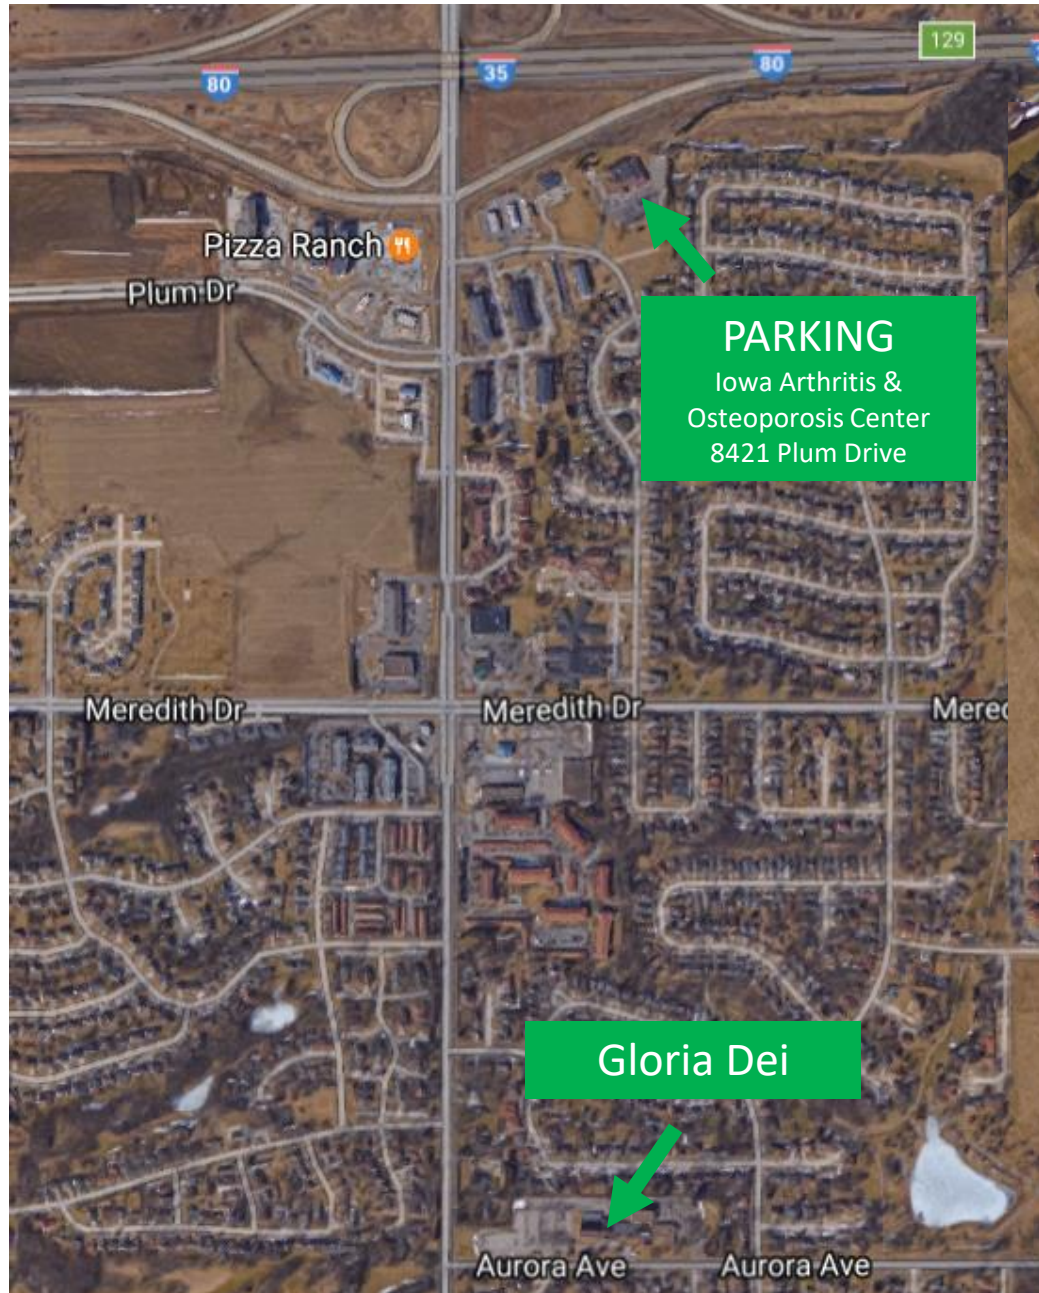 129
80
35
80
Pizza Ranch
Plum Dr
PARKING
Iowa Arthritis &
Osteoporosis Center
8421 Plum Drive
Meredith Dr
Meredith Dr
Gloria Dei
Aurora Ave
Aurora Ave